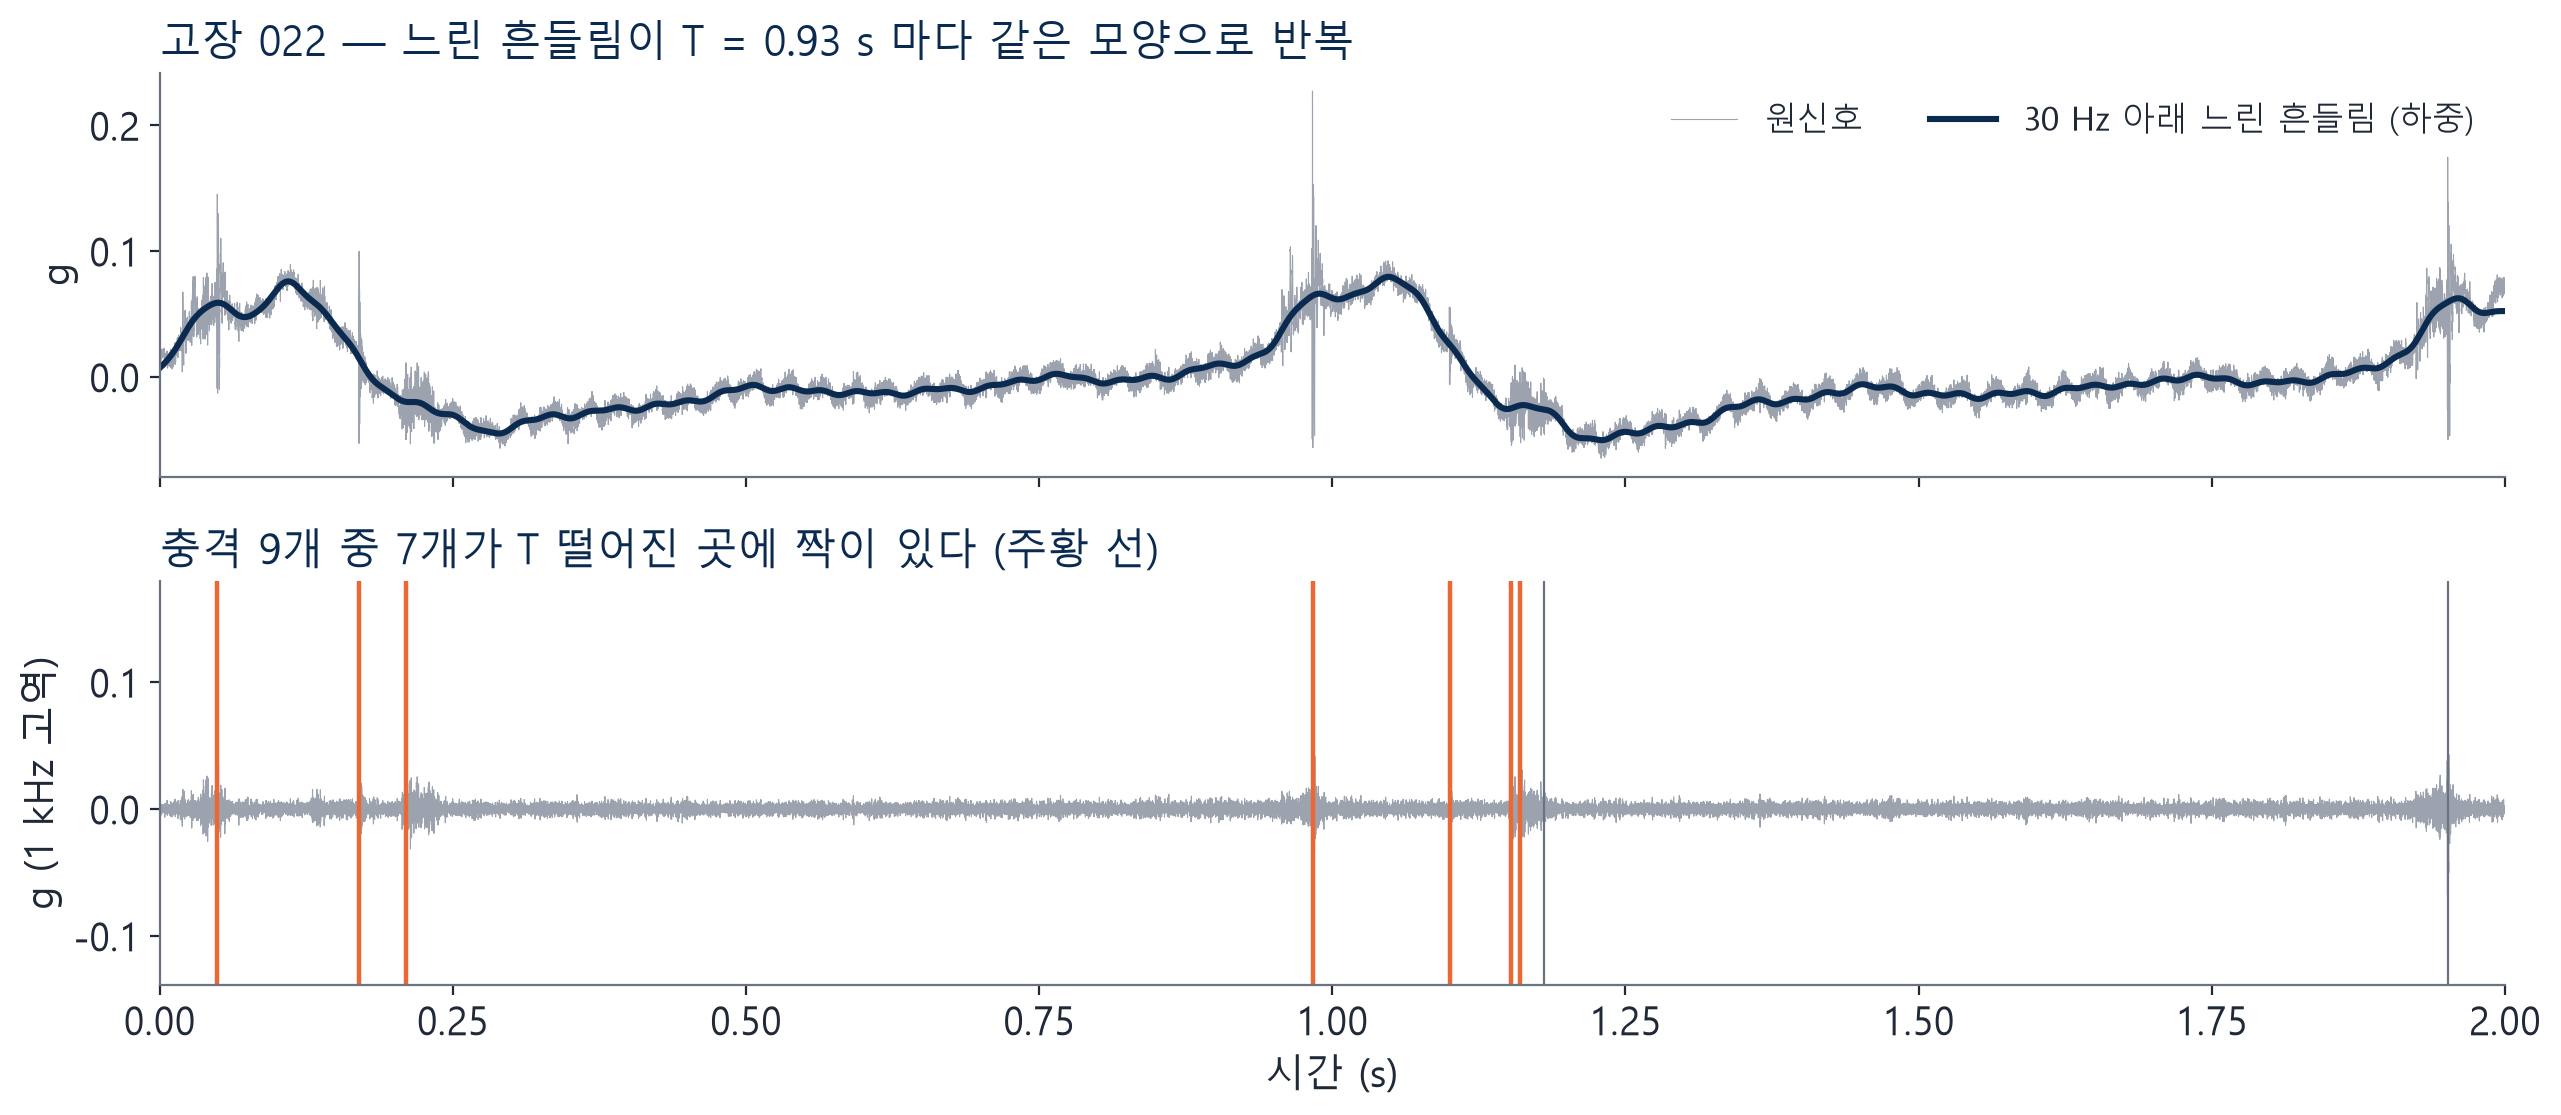 고장 022 — 느린 흔들림이 T = 0.93 s 마다 같은 모양으로 반복
원신호
30 Hz 아래 느린 흔들림 (하중)
g
0.2
0.1
0.0
충격 9개 중 7개가 T 떨어진 곳에 짝이 있다 (주황 선)
g (1 kHz 고역)
0.1
0.0
-0.1
0.00 0.25 0.50 0.75 1.00 1.25 1.50 1.75 2.00
시간 (s)